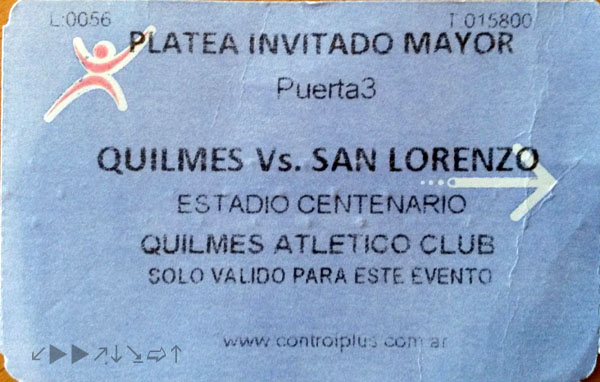 L:0056 T:015800
PLATEA INVITADO MAYOR
Puerta3
QUILMES Vs. SAN LORENZO
ESTADIO CENTENARIO
QUILMES ATLETICO CLUB
SOLO VALIDO PARA ESTE EVENTO
www.controlplus.com.ar